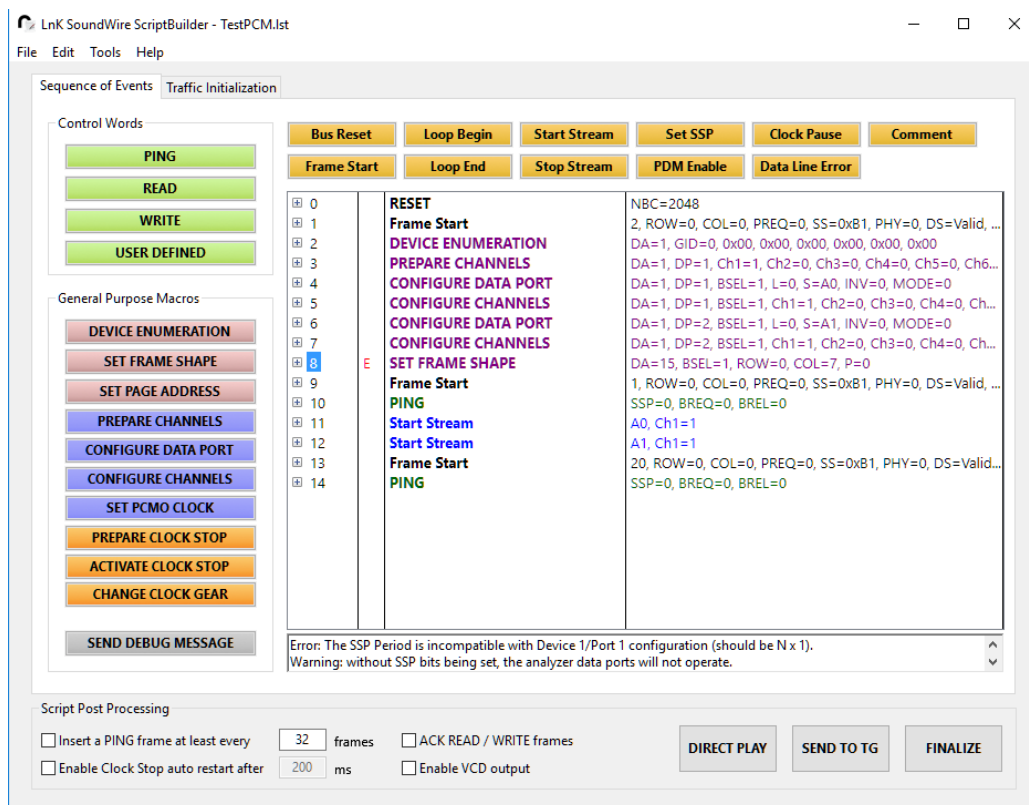 LnK SoundWire ScriptBuilder - TestPCM.lst
File Edit Tools Help
Sequence of Events Traffic Initialization
Control Words
PING
READ
WRITE
USER DEFINED
General Purpose Macros
DEVICE ENUMERATION
SET FRAME SHAPE
SET PAGE ADDRESS
PREPARE CHANNELS
CONFIGURE DATA PORT
CONFIGURE CHANNELS
SET PCMO CLOCK
PREPARE CLOCK STOP
ACTIVATE CLOCK STOP
CHANGE CLOCK GEAR
SEND DEBUG MESSAGE
Bus Reset Loop Begin Start Stream Set SSP Clock Pause Comment
Frame Start Loop End Stop Stream PDM Enable Data Line Error
0 RESET NBC=2048
1 Frame Start 2, ROW=0, COL=0, PREQ=0, SS=0xB1, PHY=0, DS=Valid, ...
2 DEVICE ENUMERATION DA=1, GID=0, 0x00, 0x00, 0x00, 0x00, 0x00, 0x00
3 PREPARE CHANNELS DA=1, DP=1, Ch1=1, Ch2=0, Ch3=0, Ch4=0, Ch5=0, Ch6...
4 CONFIGURE DATA PORT DA=1, DP=1, BSEL=1, L=0, S=A0, INV=0, MODE=0
5 CONFIGURE CHANNELS DA=1, DP=1, BSEL=1, Ch1=1, Ch2=0, Ch3=0, Ch4=0, Ch...
6 CONFIGURE DATA PORT DA=1, DP=2, BSEL=1, L=0, S=A1, INV=0, MODE=0
7 CONFIGURE CHANNELS DA=1, DP=2, BSEL=1, Ch1=1, Ch2=0, Ch3=0, Ch4=0, Ch...
8 E SET FRAME SHAPE DA=15, BSEL=1, ROW=0, COL=7, P=0
9 Frame Start 1, ROW=0, COL=0, PREQ=0, SS=0xB1, PHY=0, DS=Valid, ...
10 PING SSP=0, BREQ=0, BREL=0
11 Start Stream A0, Ch1=1
12 Start Stream A1, Ch1=1
13 Frame Start 20, ROW=0, COL=0, PREQ=0, SS=0xB1, PHY=0, DS=Valid...
14 PING SSP=0, BREQ=0, BREL=0
Error: The SSP Period is incompatible with Device 1/Port 1 configuration (should be N x 1).
Warning: without SSP bits being set, the analyzer data ports will not operate.
Script Post Processing
Insert a PING frame at least every 32 frames ACK READ / WRITE frames
Enable Clock Stop auto restart after 200 ms Enable VCD output
DIRECT PLAY SEND TO TG FINALIZE